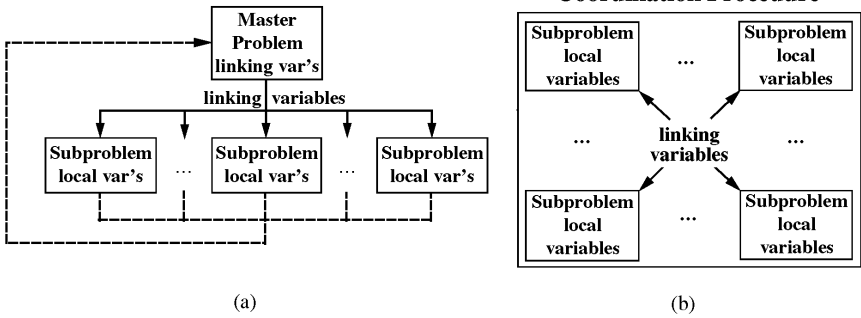 Master
Problem
linking var's
linking variables
Subproblem
local var's
...
Subproblem
local var's
...
Subproblem
local var's
(a)
Subproblem
local
variables
...
Subproblem
local
variables
...
linking
variables
...
Subproblem
local
variables
...
Subproblem
local
variables
(b)